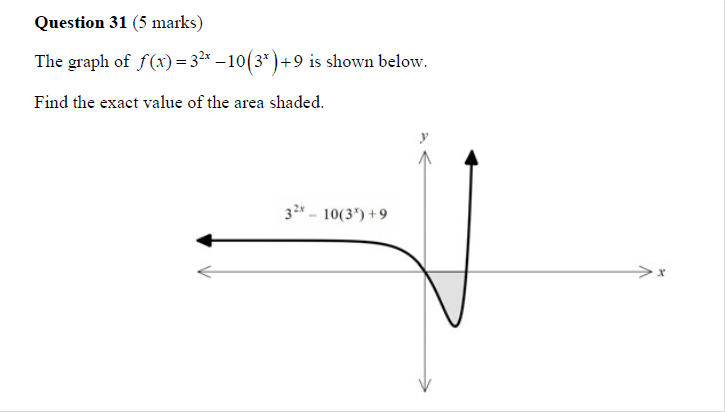 Question 31 (5 marks)
The graph of f(x) = 3^{2x} – 10(3^x) + 9 is shown below.
Find the exact value of the area shaded.
y
3^{2x} – 10(3^x) + 9
x